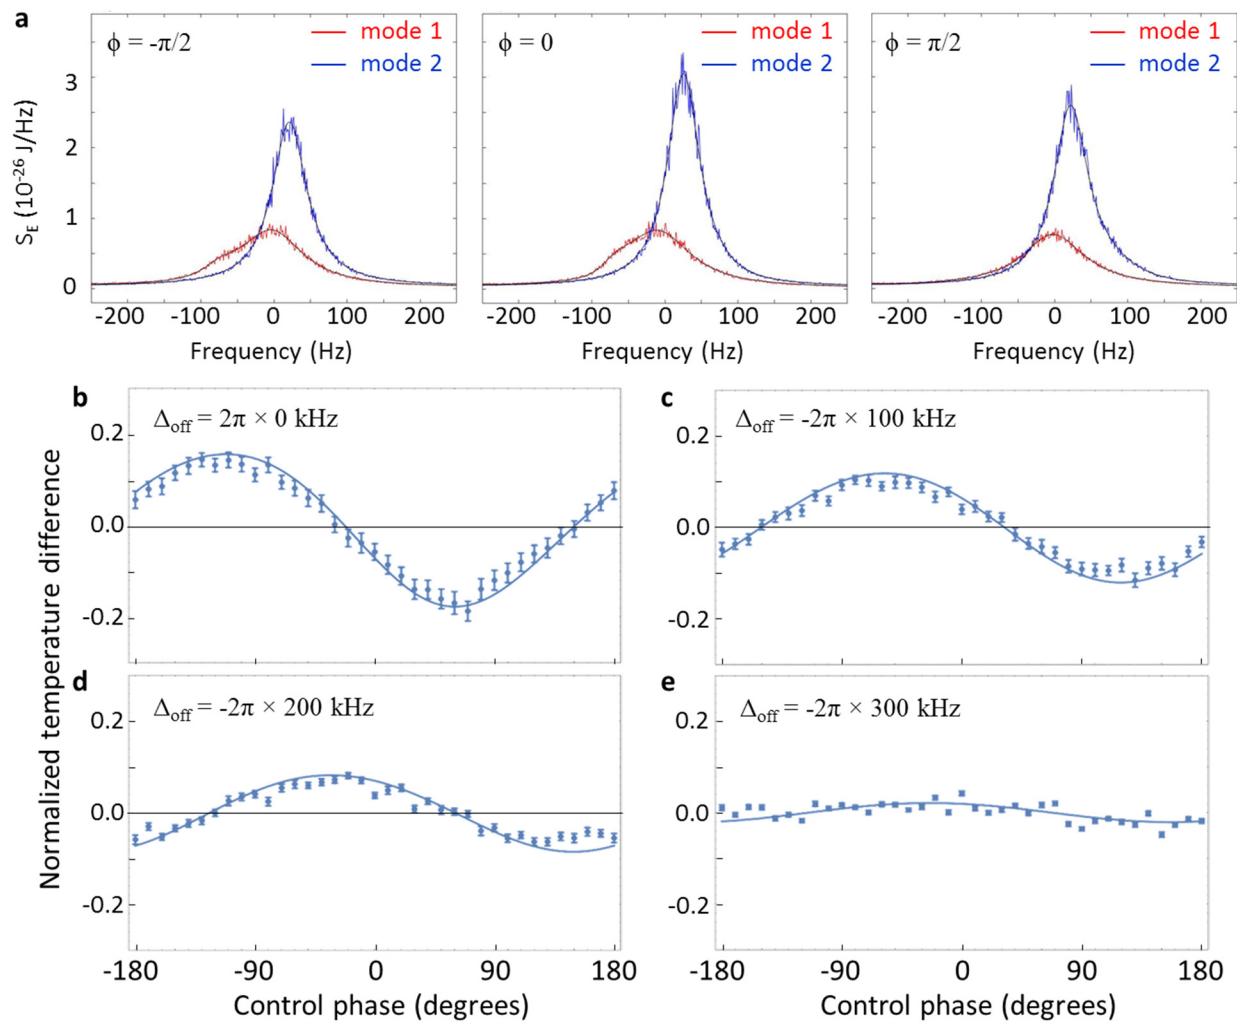 a
ϕ = -π/2
mode 1
mode 2
ϕ = 0
mode 1
mode 2
ϕ = π/2
mode 1
mode 2
S_E (10⁻²⁶ J/Hz)
3
2
1
0
-200 -100 0 100 200
-200 -100 0 100 200
-200 -100 0 100 200
Frequency (Hz)
Frequency (Hz)
Frequency (Hz)
Normalized temperature difference
b
Δoff = 2π × 0 kHz
0.2
0.0
-0.2
c
Δoff = -2π × 100 kHz
0.2
0.0
-0.2
d
Δoff = -2π × 200 kHz
0.2
0.0
-0.2
-180 -90 0 90 180
Control phase (degrees)
e
Δoff = -2π × 300 kHz
0.2
0.0
-0.2
-180 -90 0 90 180
Control phase (degrees)